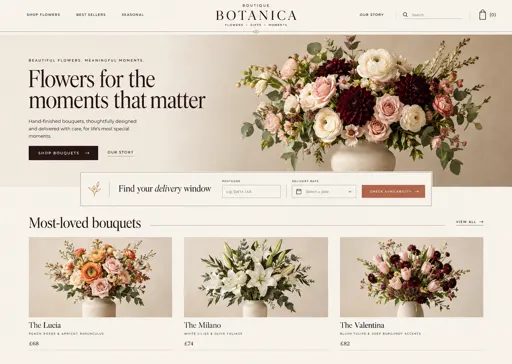 SHOP FLOWERS
BEST SELLERS
SEASONAL
BOUTIQUE
BOTANICA
FLOWERS • GIFTS • MOMENTS
OUR STORY
Search
(0)
BEAUTIFUL FLOWERS. MEANINGFUL MOMENTS.
Flowers for the
moments that matter
Hand-finished bouquets, thoughtfully designed
and delivered with care, for life's most special
moments.
SHOP BOUQUETS →
OUR STORY
Find your delivery window
POSTCODE
DELIVERY DATE
Select a date
CHECK AVAILABILITY →
Most-loved bouquets
VIEW ALL →
The Lucia
PEACH ROSES & APRICOT RANUNCULUS
£68
The Milano
WHITE LILIES & OLIVE FOLIAGE
£74
The Valentina
BLUSH TULIPS & DEEP BURGUNDY ACCENTS
£82